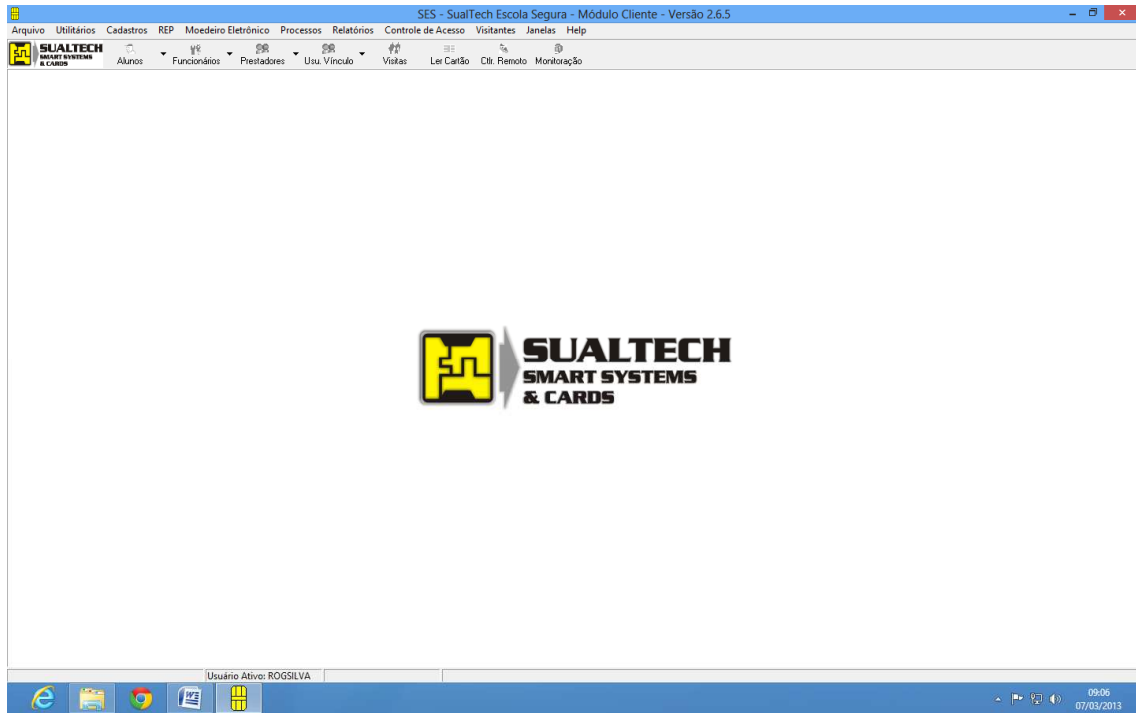 SES - SualTech Escola Segura - Módulo Cliente - Versão 2.6.5
Arquivo Utilitários Cadastros REP Moedeiro Eletrônico Processos Relatórios Controle de Acesso Visitantes Janelas Help
SUALTECH
SMART SYSTEMS
& CARDS
Alunos Funcionários Prestadores Usu. Vínculo Visitas Ler Cartão Ctlr. Remoto Monitoração
SUALTECH
SMART SYSTEMS
& CARDS
Usuário Ativo: ROGSILVA
09:06
07/03/2013